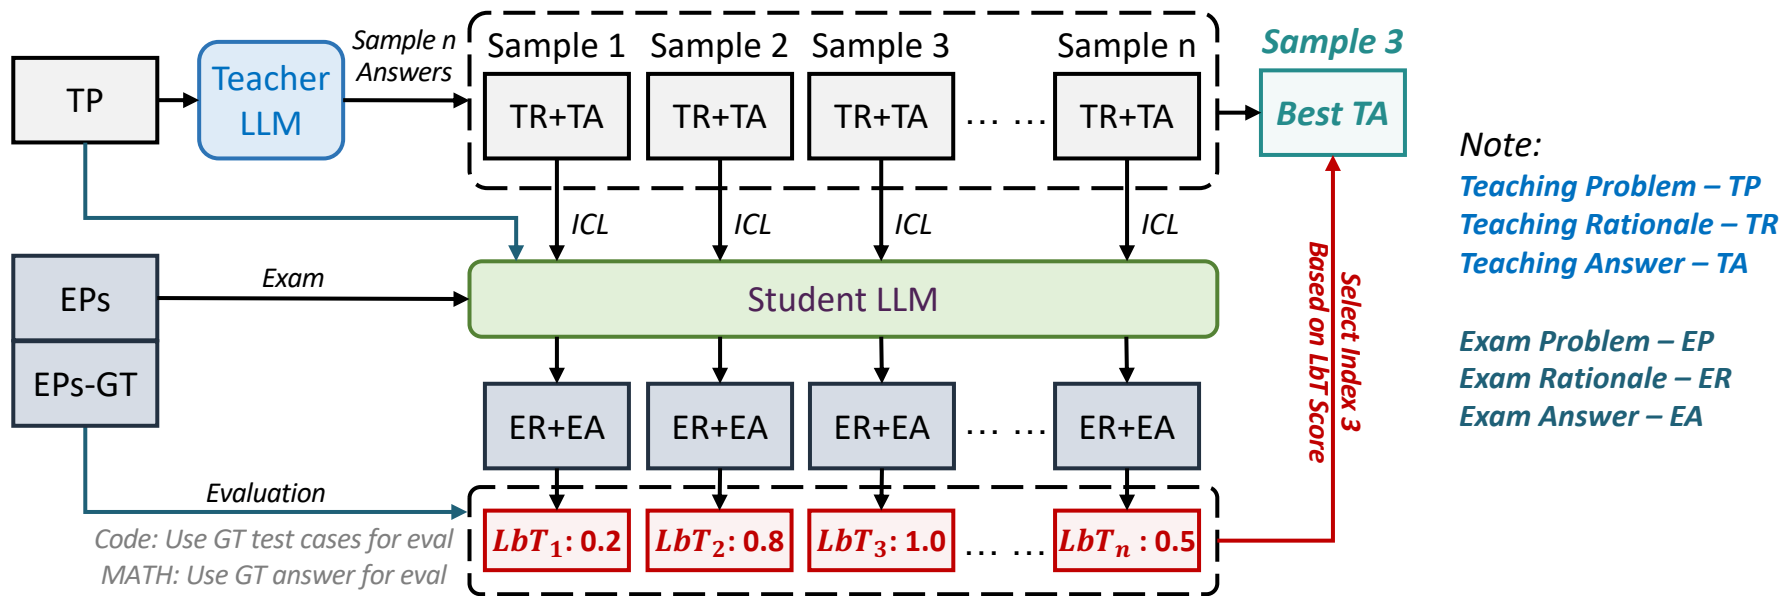 Sample n
Answers
Sample 1
Sample 2
Sample 3
Sample n
Sample 3
TP
Teacher
LLM
TR+TA
TR+TA
TR+TA
... ...
TR+TA
Best TA
ICL
ICL
ICL
ICL
EPs
Exam
Student LLM
EPs-GT
ER+EA
ER+EA
ER+EA
... ...
ER+EA
Evaluation
Code: Use GT test cases for eval
MATH: Use GT answer for eval
LbT₁: 0.2
LbT₂: 0.8
LbT₃: 1.0
... ...
LbTₙ : 0.5
Select Index 3
Based on LbT Score
Note:
Teaching Problem – TP
Teaching Rationale – TR
Teaching Answer – TA
Exam Problem – EP
Exam Rationale – ER
Exam Answer – EA